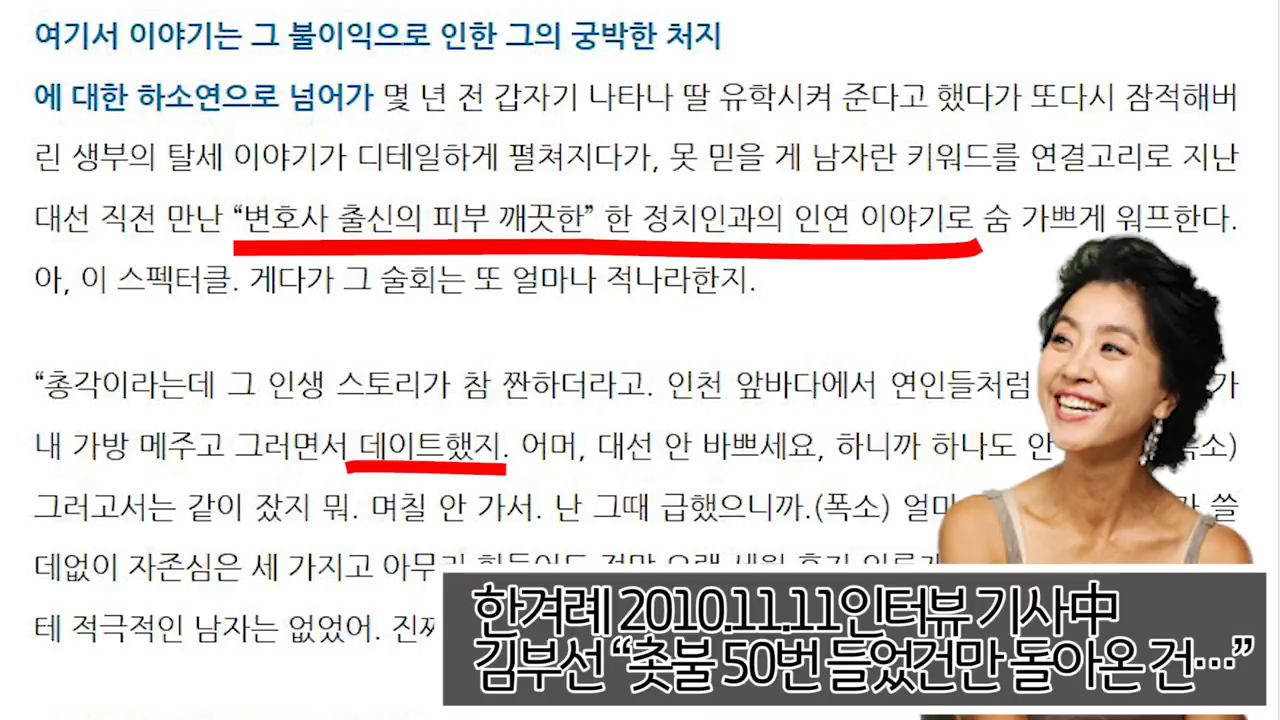 여기서 이야기는 그 불이익으로 인한 그의 궁박한 처지
에 대한 하소연으로 넘어가 몇 년 전 갑자기 나타나 딸 유학시켜 준다고 했다가 또다시 잠적해버
린 생부의 탈세 이야기가 디테일하게 펼쳐지다가, 못 믿을 게 남자란 키워드를 연결고리로 지난
대선 직전 만난 “변호사 출신의 피부 깨끗한” 한 정치인과의 인연 이야기로 숨 가쁘게 워프한다.
아, 이 스펙터클. 게다가 그 술회는 또 얼마나 적나라한지.
“총각이라는데 그 인생 스토리가 참 짠하더라고. 인천 앞바다에서 연인들처럼 가
내 가방 메주고 그러면서 데이트했지. 어머, 대선 안 바쁘세요, 하니까 하나도 안
그러고서는 같이 잤지 뭐. 며칠 안 가서. 난 그때 급했으니까.(폭소) 쓸
데없이 자존심은 세 가지고
테 적극적인 남자는 없었어. 진짜
한겨레 2010.11.11인터뷰 기사中
김부선 “촛불 50번 들었건만 돌아온 건…”